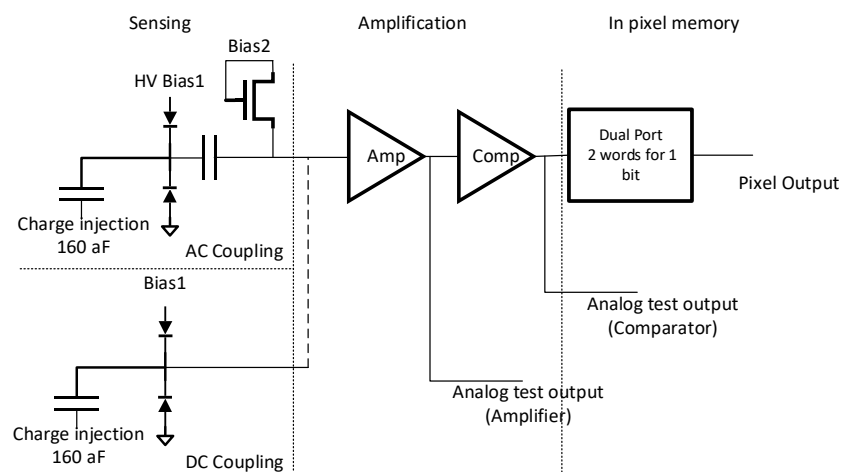 Sensing
Amplification
In pixel memory
Bias2
HV Bias1
Amp
Comp
Dual Port
2 words for 1
bit
Pixel Output
Charge injection
160 aF
AC Coupling
Bias1
Analog test output
(Comparator)
Analog test output
(Amplifier)
Charge injection
160 aF
DC Coupling